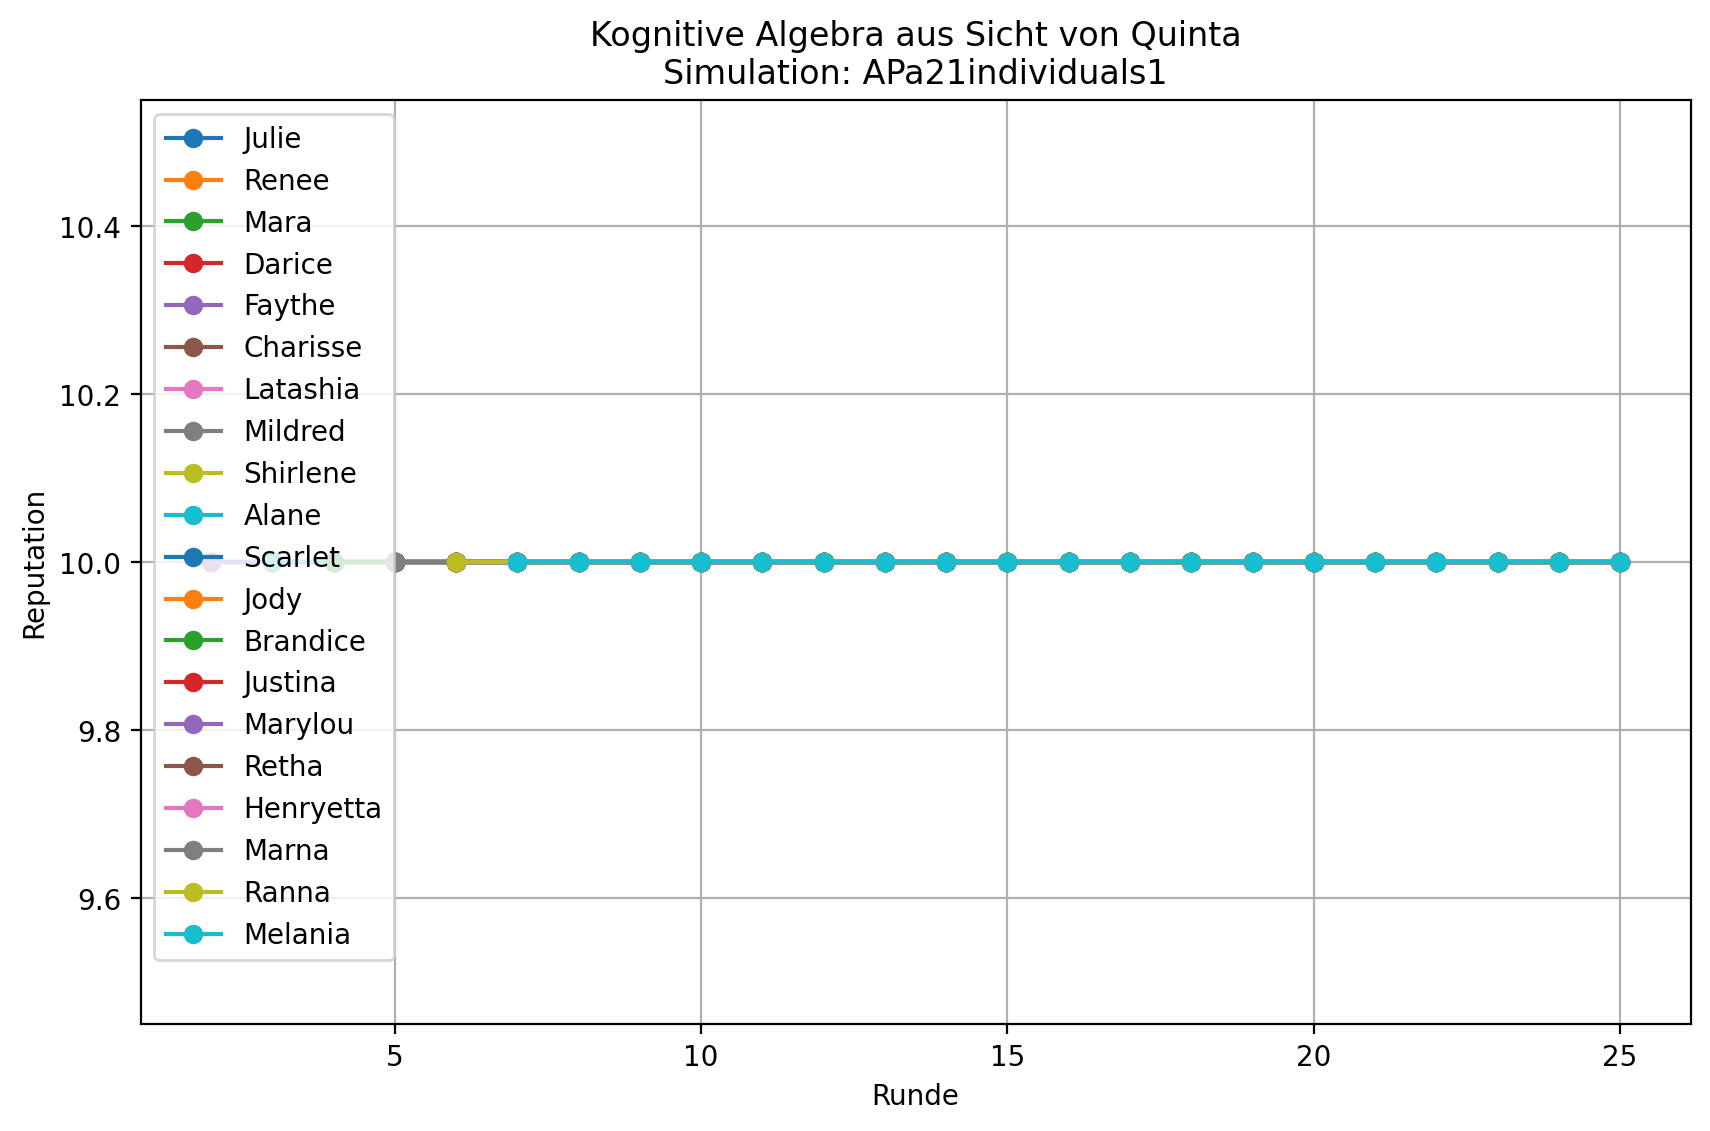 Kognitive Algebra aus Sicht von Quinta
Simulation: APa21individuals1
Julie
Renee
Mara
Darice
Faythe
Charisse
Latashia
Mildred
Shirlene
Alane
Scarlet
Jody
Brandice
Justina
Marylou
Retha
Henryetta
Marna
Ranna
Melania
Reputation
10.4
10.2
10.0
9.8
9.6
5
10
15
20
25
Runde